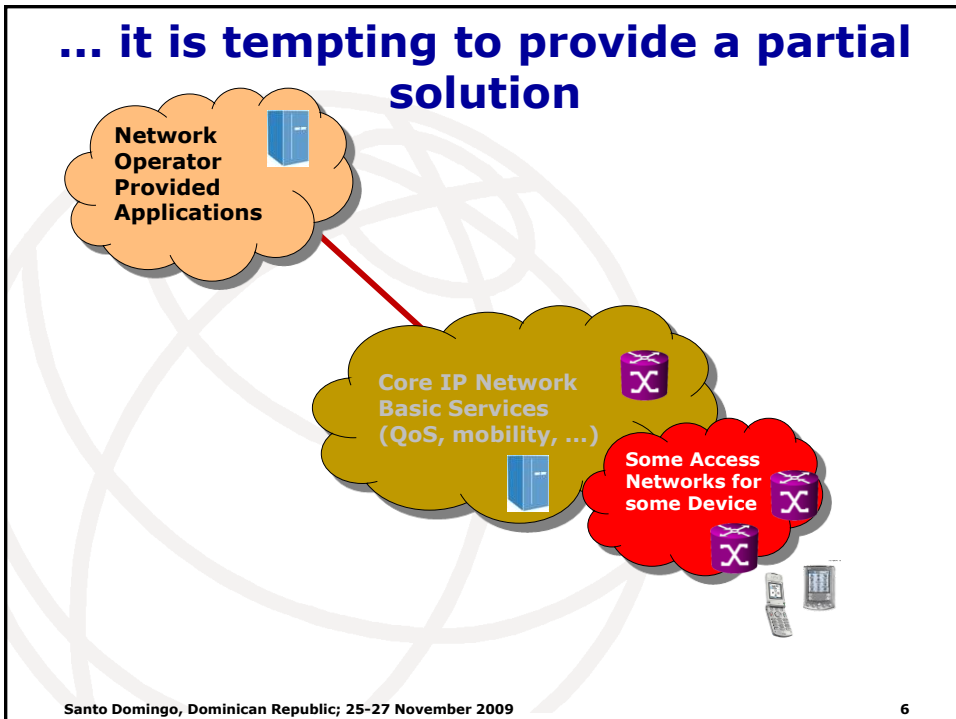 ... it is tempting to provide a partial
solution
Network
Operator
Provided
Applications
Core IP Network
Basic Services
(QoS, mobility, ...)
Some Access
Networks for
some Device
Santo Domingo, Dominican Republic; 25-27 November 2009
6